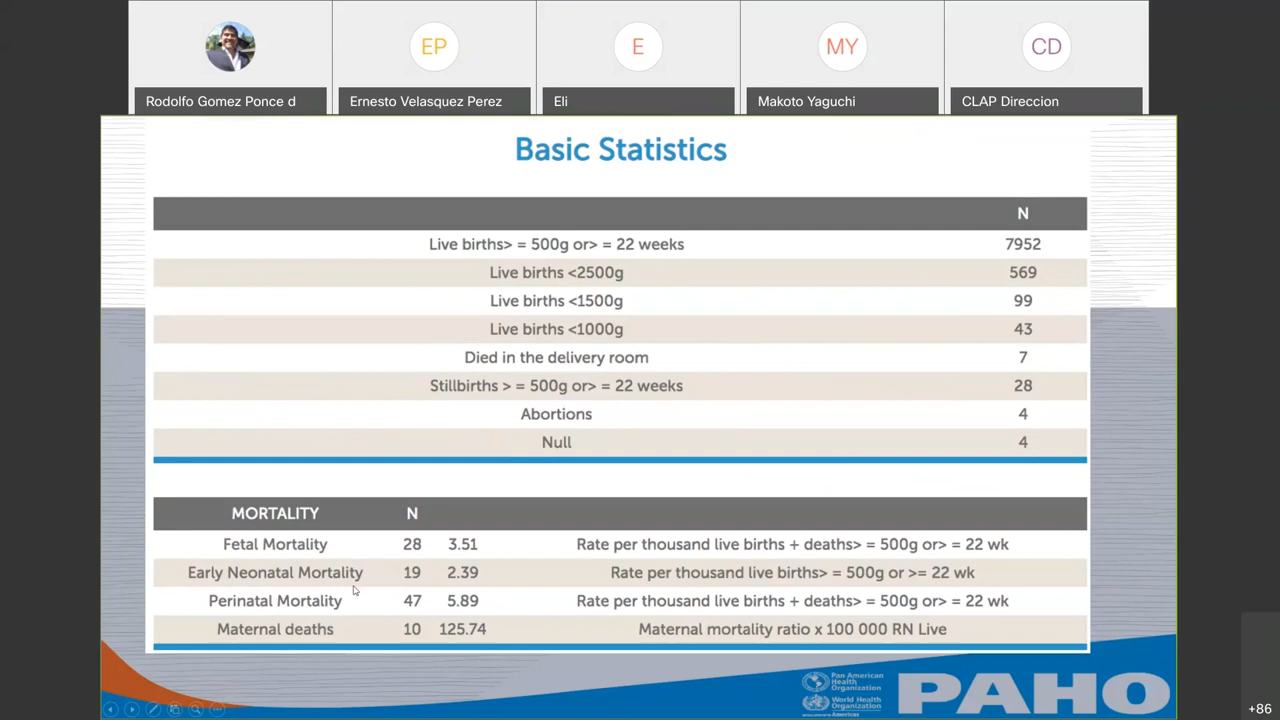 EP
E
MY
CD
Rodolfo Gomez Ponce d
Ernesto Velasquez Perez
Eli
Makoto Yaguchi
CLAP Direccion
Basic Statistics
N
Live births> = 500g or> = 22 weeks 7952
Live births <2500g 569
Live births <1500g 99
Live births <1000g 43
Died in the delivery room 7
Stillbirths > = 500g or> = 22 weeks 28
Abortions 4
Null 4
MORTALITY N
Fetal Mortality 28 3.51 Rate per thousand live births + deaths> = 500g or> = 22 wk
Early Neonatal Mortality 19 2.39 Rate per thousand live births> = 500g or >= 22 wk
Perinatal Mortality 47 5.89 Rate per thousand live births + deaths> = 500g or> = 22 wk
Maternal deaths 10 125.74 Maternal mortality ratio x 100 000 RN Live
Pan American
Health
Organization
World Health
Organization
Americas
PAHO
+86